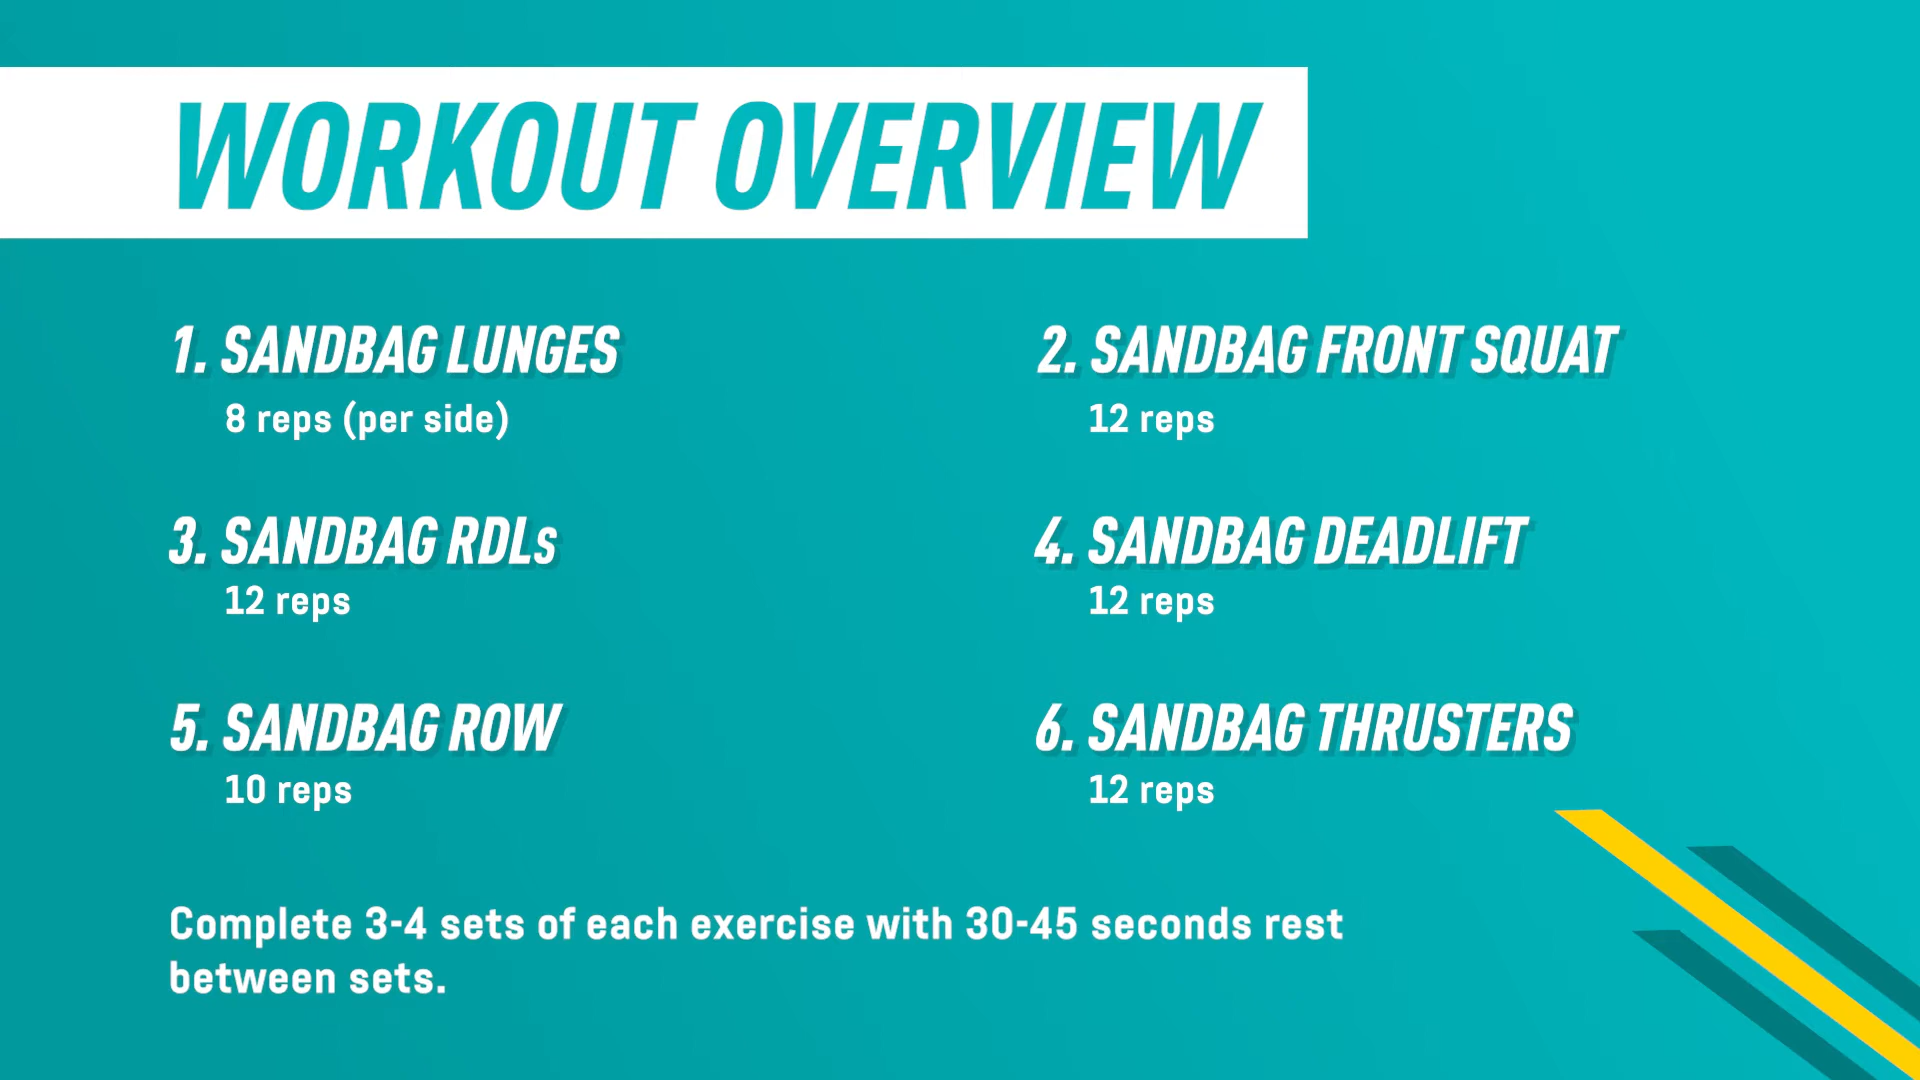 WORKOUT OVERVIEW
1. SANDBAG LUNGES
8 reps (per side)
2. SANDBAG FRONT SQUAT
12 reps
3. SANDBAG RDLs
12 reps
4. SANDBAG DEADLIFT
12 reps
5. SANDBAG ROW
10 reps
6. SANDBAG THRUSTERS
12 reps
Complete 3-4 sets of each exercise with 30-45 seconds rest
between sets.